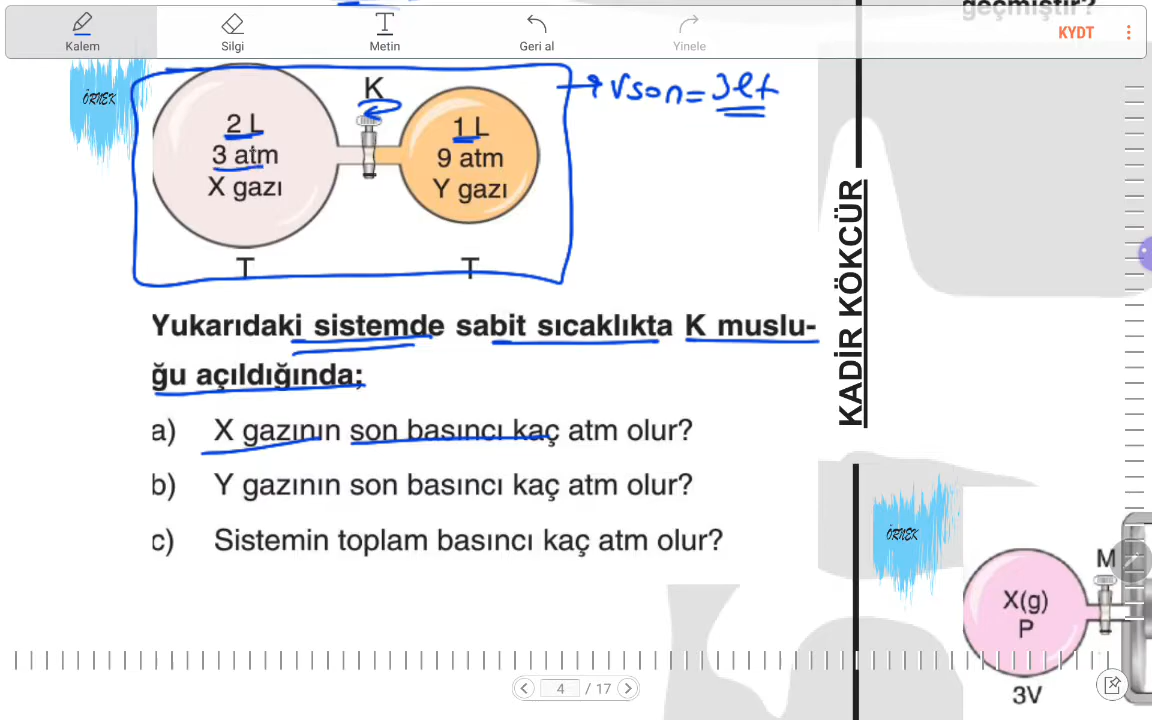 geçmiştir?
Kalem
Silgi
Metin
Geri al
Yinele
KYDT
ÖRNEK
K
2 L
3 atm
X gazı
1 L
9 atm
Y gazı
T
T
Vson = 3lt
KADİR KÖKCÜR
Yukarıdaki sistemde sabit sıcaklıkta K muslu-
ğu açıldığında;
a) X gazının son basıncı kaç atm olur?
b) Y gazının son basıncı kaç atm olur?
c) Sistemin toplam basıncı kaç atm olur?
ÖRNEK
M
X(g)
P
3V
4 / 17